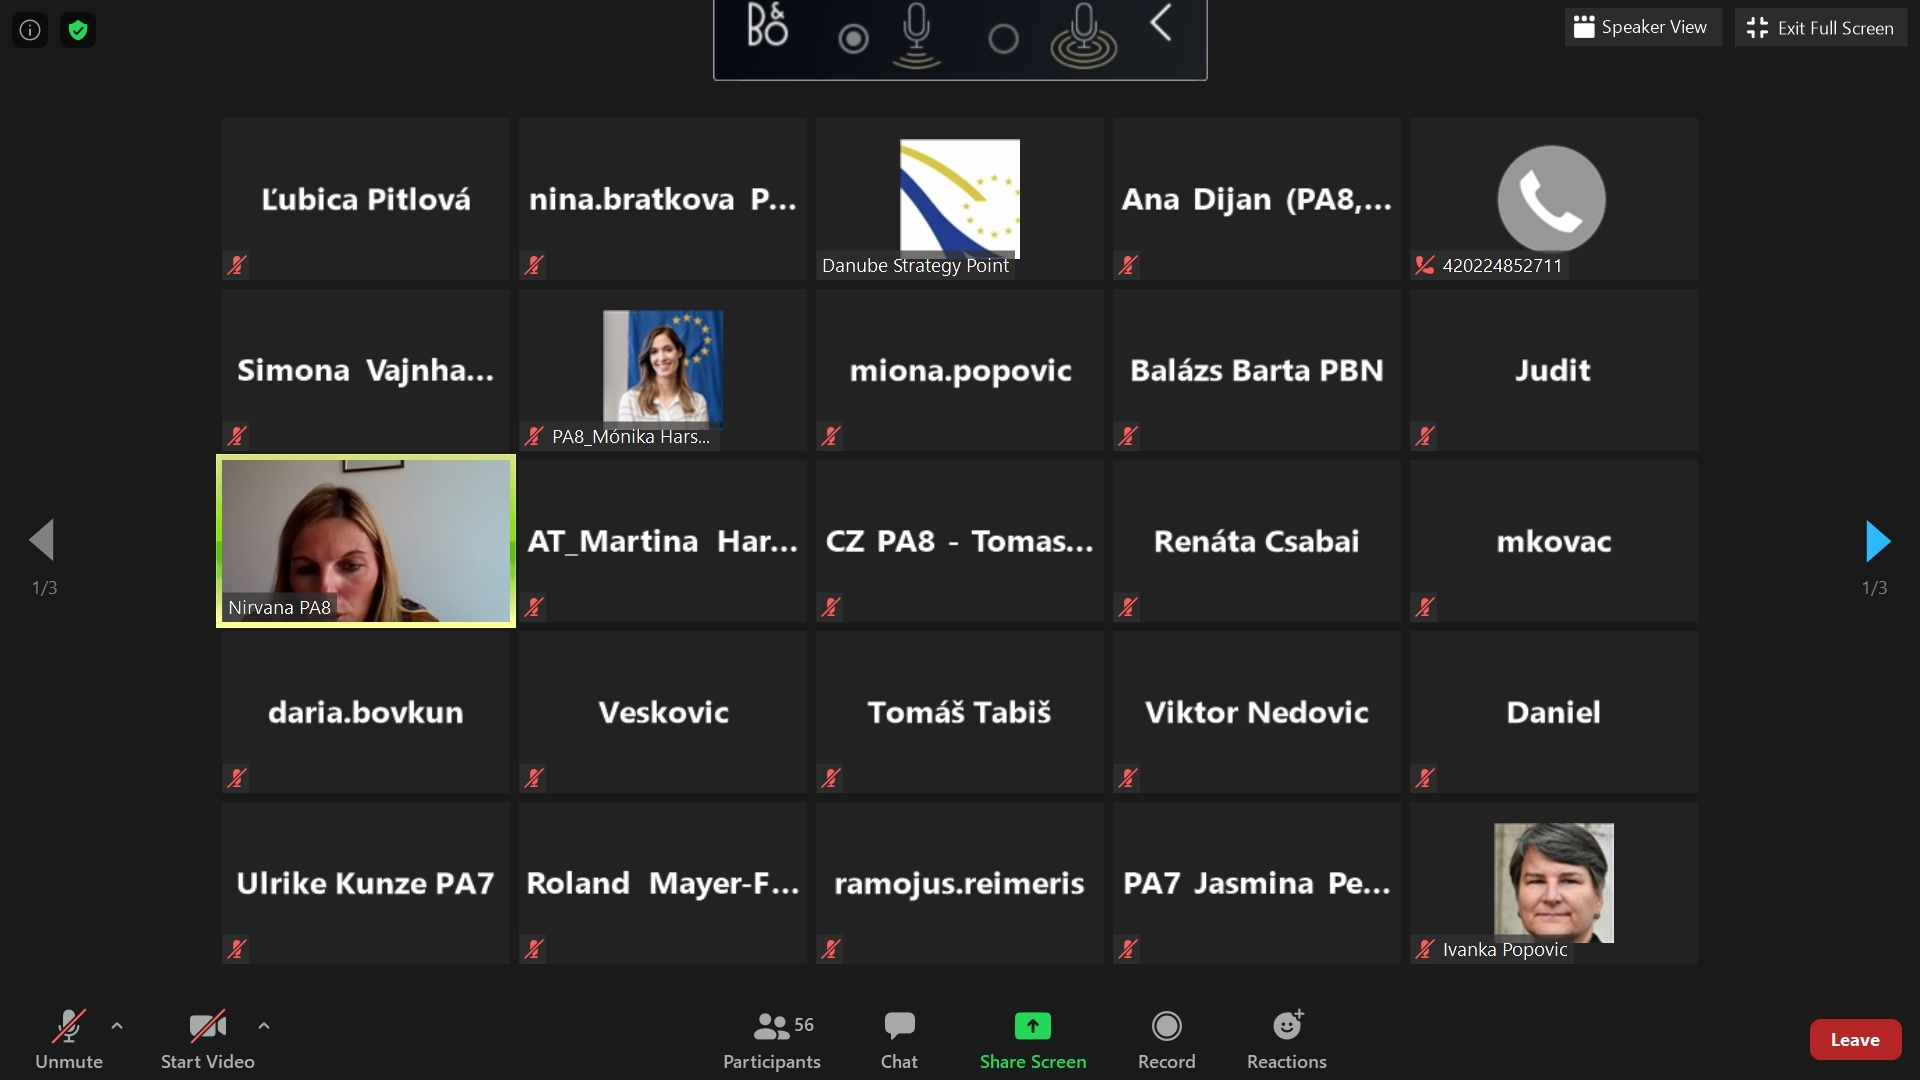 B&O
Speaker View
Exit Full Screen
Ľubica Pitlová
nina.bratkova P...
Danube Strategy Point
Ana Dijan (PA8,...
420224852711
Simona Vajnha...
PA8_Mónika Hars...
miona.popovic
Balázs Barta PBN
Judit
Nirvana PA8
AT_Martina Har...
CZ PA8 - Tomas...
Renáta Csabai
mkovac
1/3
1/3
daria.bovkun
Veskovic
Tomáš Tabiš
Viktor Nedovic
Daniel
Ulrike Kunze PA7
Roland Mayer-F...
ramojus.reimeris
PA7 Jasmina Pe...
Ivanka Popovic
Unmute
Start Video
56
Participants
Chat
Share Screen
Record
Reactions
Leave